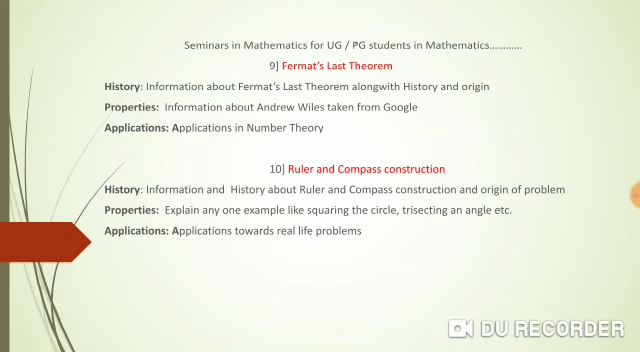 Seminars in Mathematics for UG / PG students in Mathematics…………
9] Fermat's Last Theorem
History: Information about Fermat's Last Theorem alongwith History and origin
Properties: Information about Andrew Wiles taken from Google
Applications: Applications in Number Theory
10] Ruler and Compass construction
History: Information and History about Ruler and Compass construction and origin of problem
Properties: Explain any one example like squaring the circle, trisecting an angle etc.
Applications: Applications towards real life problems
DU RECORDER